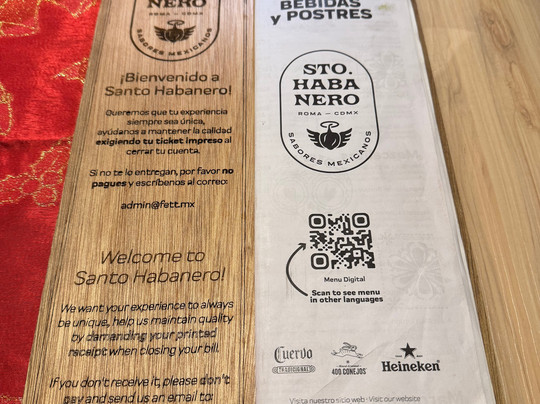 NERO
ROMA — CDMX
SABORES MEXICANOS
¡Bienvenido a
Santo Habanero!
Queremos que tu experiencia
siempre sea única,
ayúdanos a mantener la calidad
exigiendo tu ticket impreso al
cerrar tu cuenta.
Si no te lo entregan, por favor no
pagues y escríbenos al correo:
admin@fett.mx
Welcome to
Santo Habanero!
We want your experience to always
be unique, help us maintain quality
by demanding your printed
receipt when closing your bill.
If you don't receive it, please don't
pay and send us an email to:
BEBIDAS
y POSTRES
STO.
HABA
NERO
ROMA — CDMX
SABORES MEXICANOS
Menu Digital
Scan to see menu
in other languages
Cuervo
TRADICIONAL
400 CONEJOS
Heineken
Visita nuestro sitio web · Visit our website